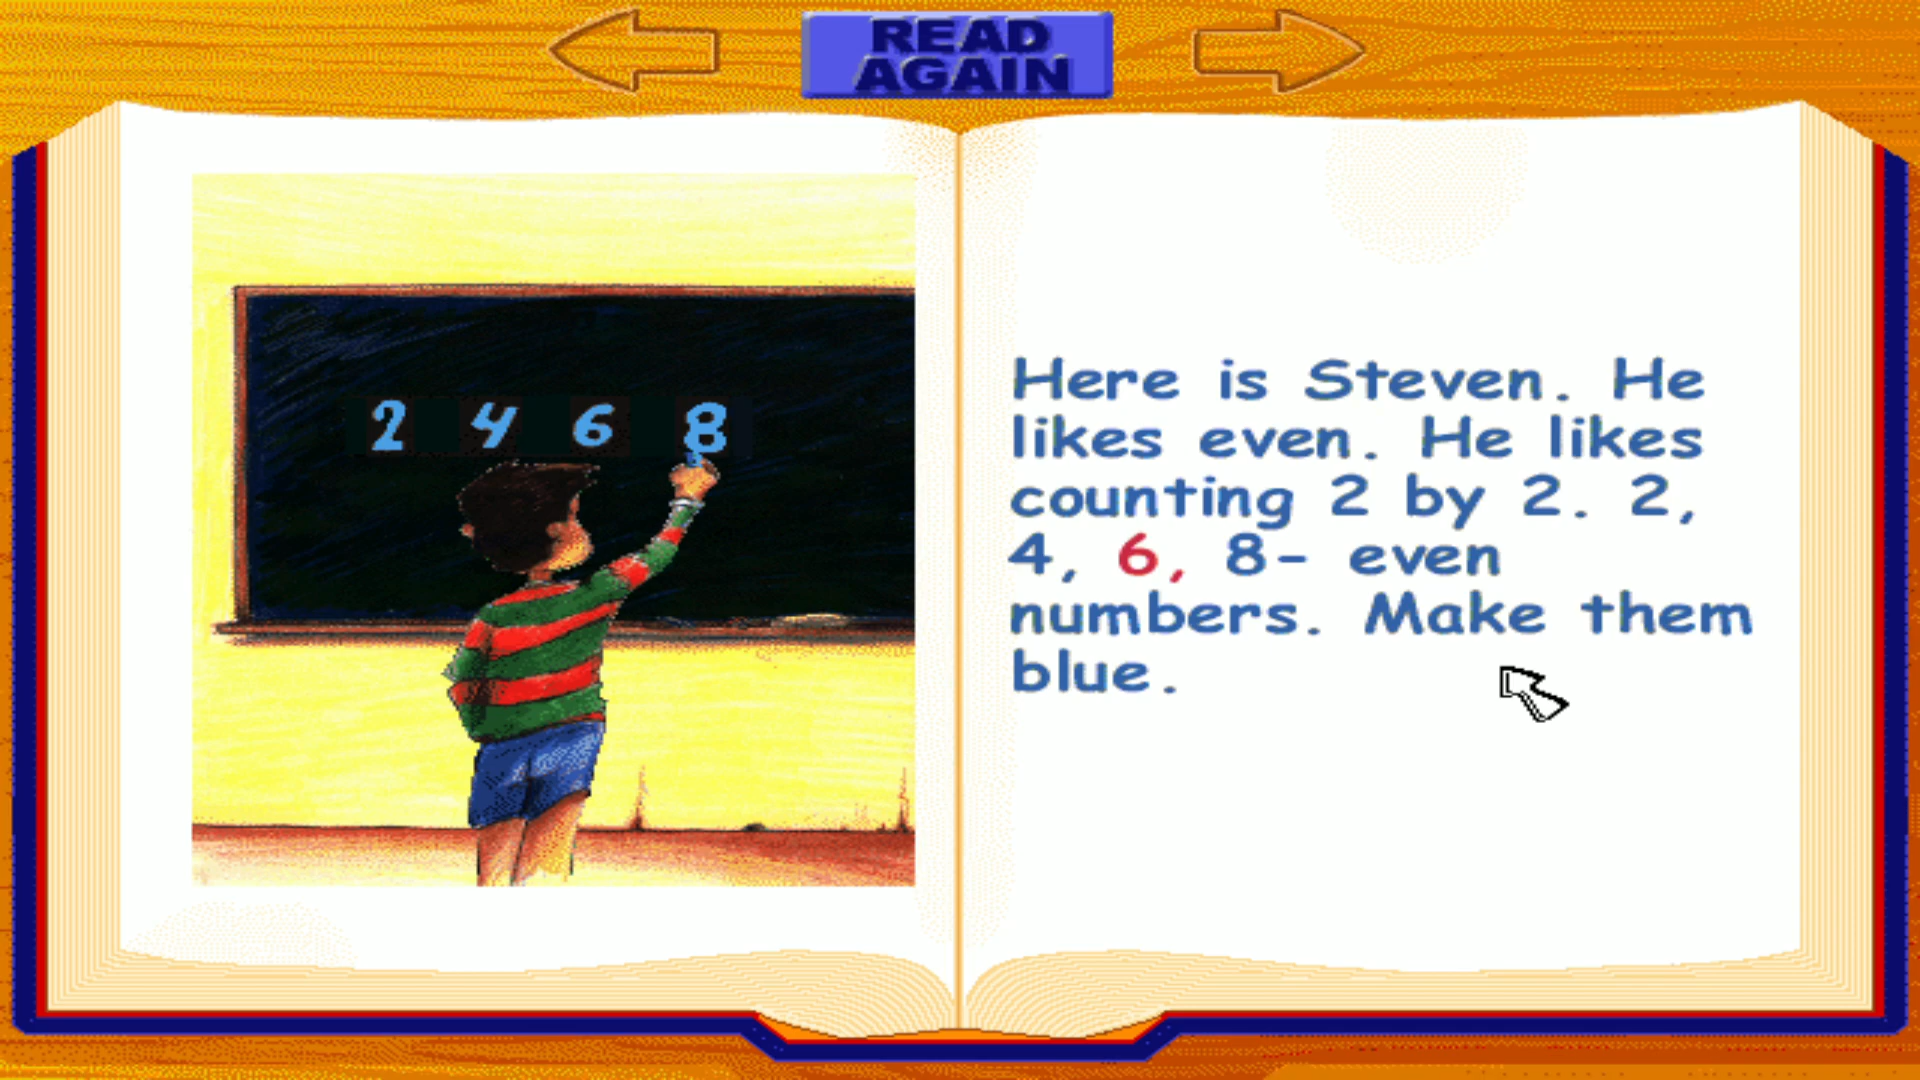 READ
AGAIN
2 4 6 8
Here is Steven. He
likes even. He likes
counting 2 by 2. 2,
4, 6, 8- even
numbers. Make them
blue.